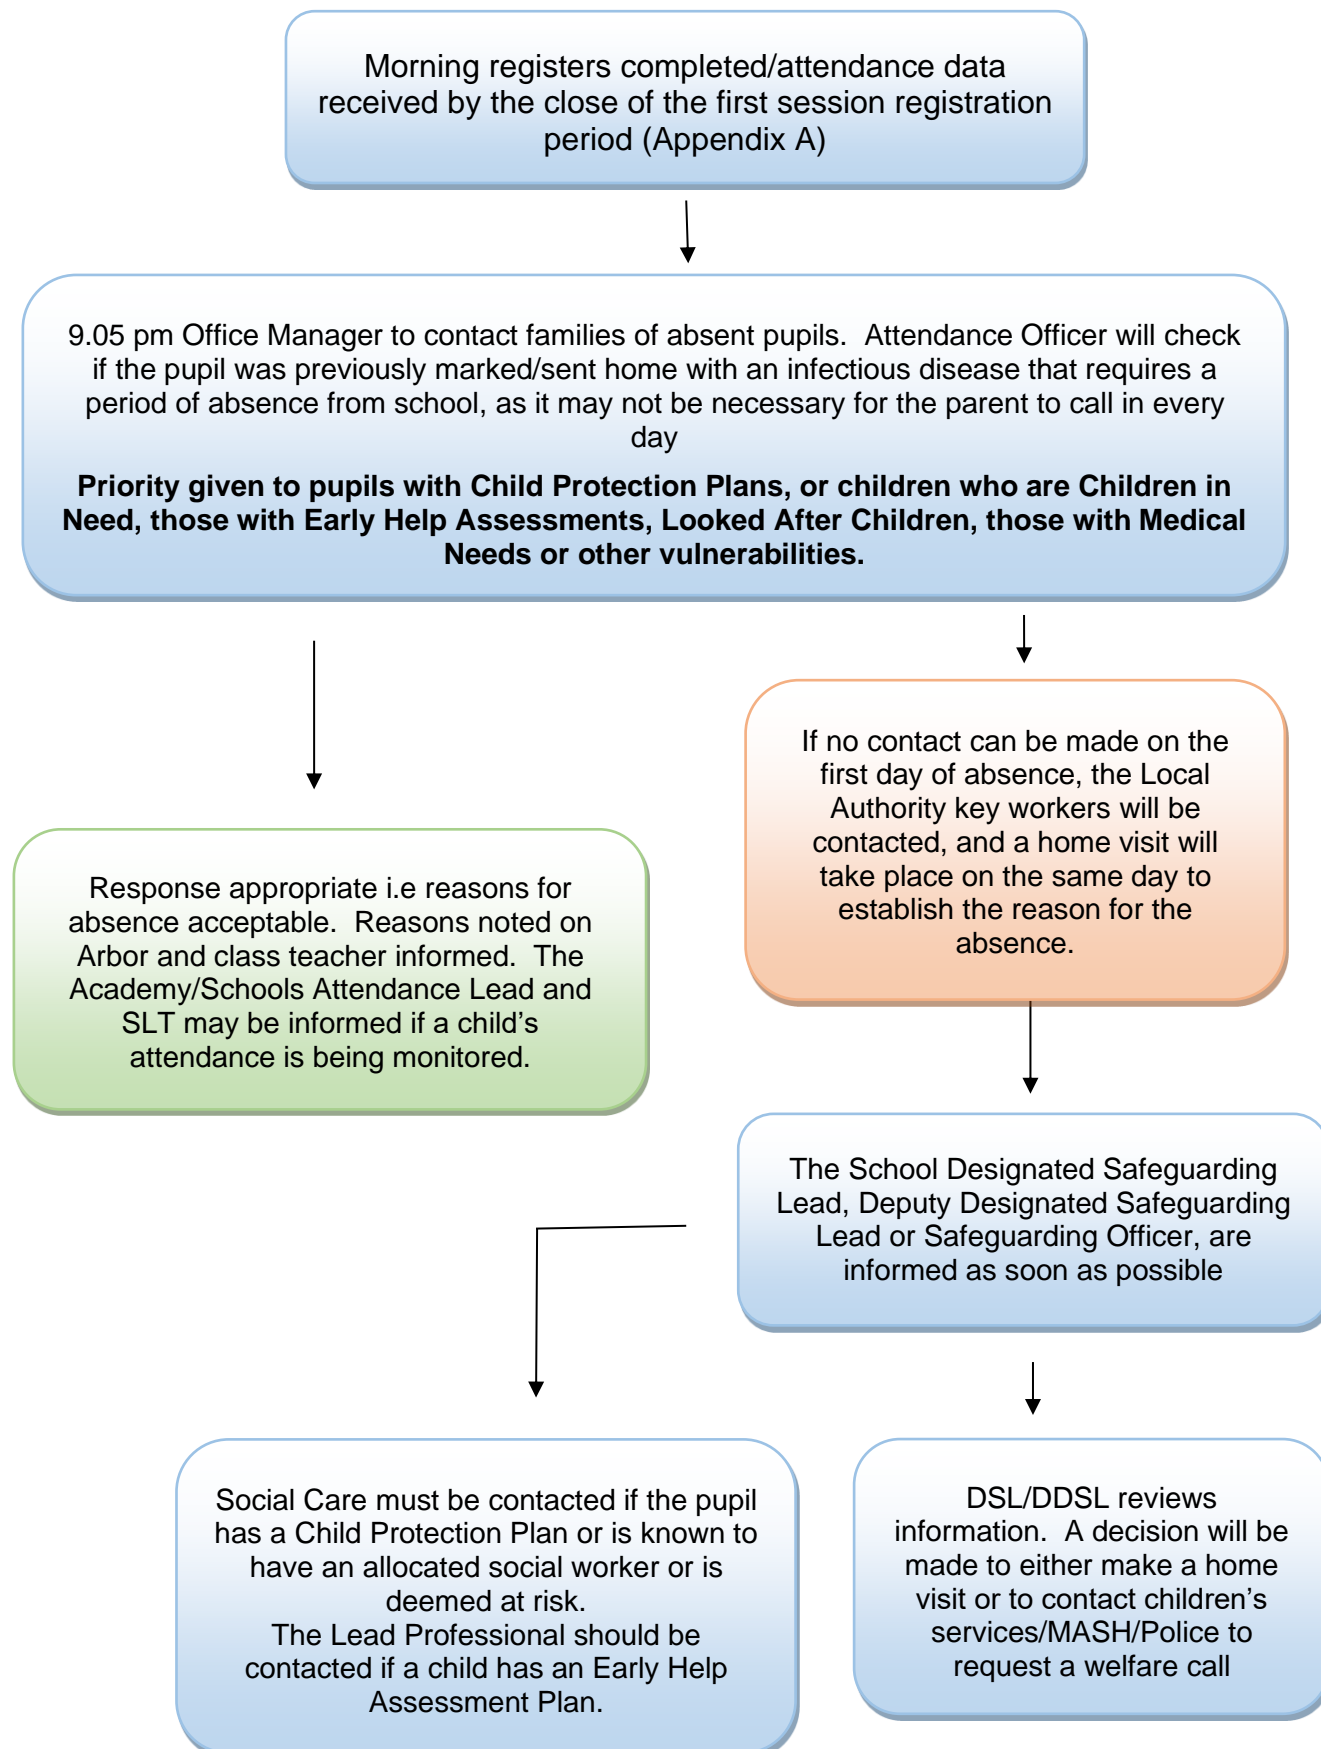 Morning registers completed/attendance data
received by the close of the first session registration
period (Appendix A)
9.05 pm Office Manager to contact families of absent pupils.  Attendance Officer will check
if the pupil was previously marked/sent home with an infectious disease that requires a
period of absence from school, as it may not be necessary for the parent to call in every
day
Priority given to pupils with Child Protection Plans, or children who are Children in
Need, those with Early Help Assessments, Looked After Children, those with Medical
Needs or other vulnerabilities.
If no contact can be made on the
first day of absence, the Local
Authority key workers will be
contacted, and a home visit will
take place on the same day to
establish the reason for the
absence.
Response appropriate i.e reasons for
absence acceptable.  Reasons noted on
Arbor and class teacher informed.  The
Academy/Schools Attendance Lead and
SLT may be informed if a child’s
attendance is being monitored.
The School Designated Safeguarding
Lead, Deputy Designated Safeguarding
Lead or Safeguarding Officer, are
informed as soon as possible
Social Care must be contacted if the pupil
has a Child Protection Plan or is known to
have an allocated social worker or is
deemed at risk.
The Lead Professional should be
contacted if a child has an Early Help
Assessment Plan.
DSL/DDSL reviews
information.  A decision will be
made to either make a home
visit or to contact children’s
services/MASH/Police to
request a welfare call